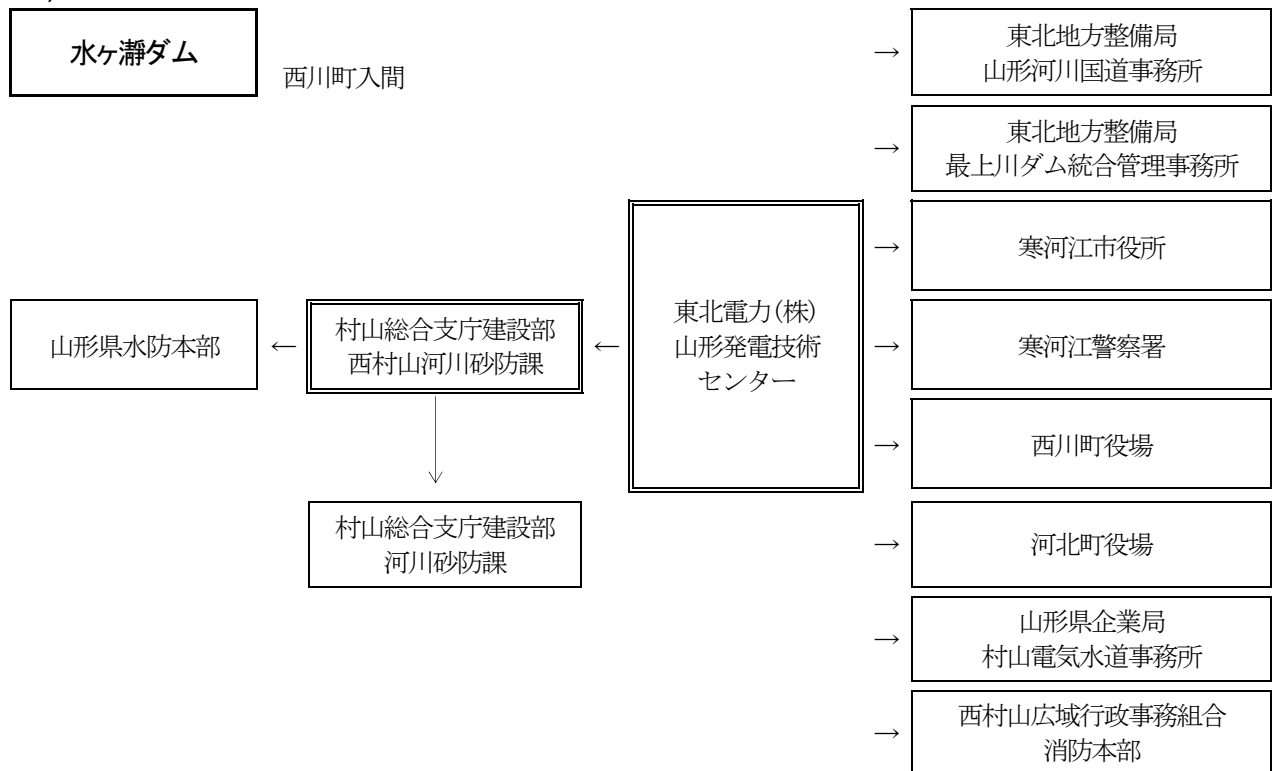 水ヶ瀞ダム
西川町入間
→
東北地方整備局
山形河川国道事務所
→
東北地方整備局
最上川ダム統合管理事務所
→
寒河江市役所
山形県水防本部
←
村山総合支庁建設部
西村山河川砂防課
←
東北電力(株)
山形発電技術
センター
→
寒河江警察署
→
西川町役場
村山総合支庁建設部
河川砂防課
→
河北町役場
→
山形県企業局
村山電気水道事務所
→
西村山広域行政事務組合
消防本部